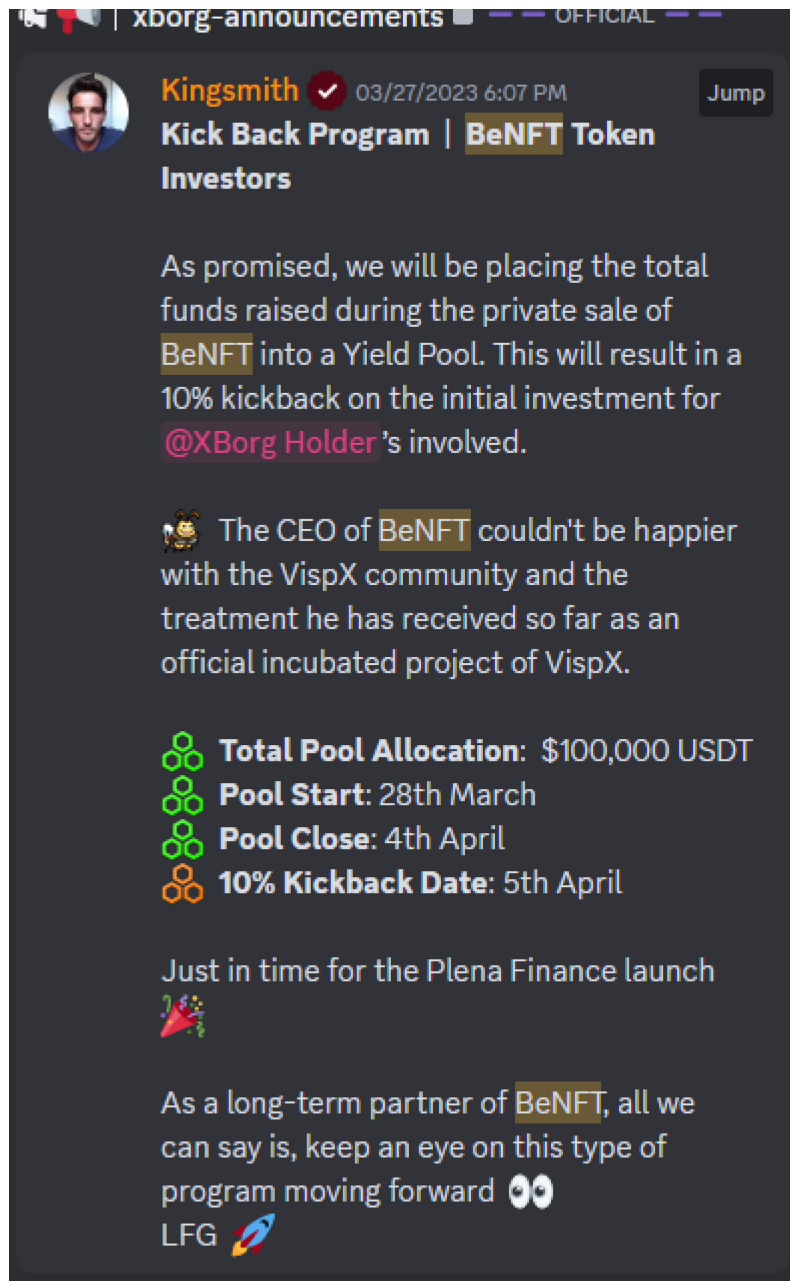 | xborg-announcements OFFICIAL
Kingsmith 03/27/2023 6:07 PM Jump
Kick Back Program | BeNFT Token
Investors
As promised, we will be placing the total
funds raised during the private sale of
BeNFT into a Yield Pool. This will result in a
10% kickback on the initial investment for
@XBorg Holder's involved.
The CEO of BeNFT couldn't be happier
with the VispX community and the
treatment he has received so far as an
official incubated project of VispX.
Total Pool Allocation: $100,000 USDT
Pool Start: 28th March
Pool Close: 4th April
10% Kickback Date: 5th April
Just in time for the Plena Finance launch
As a long-term partner of BeNFT, all we
can say is, keep an eye on this type of
program moving forward
LFG